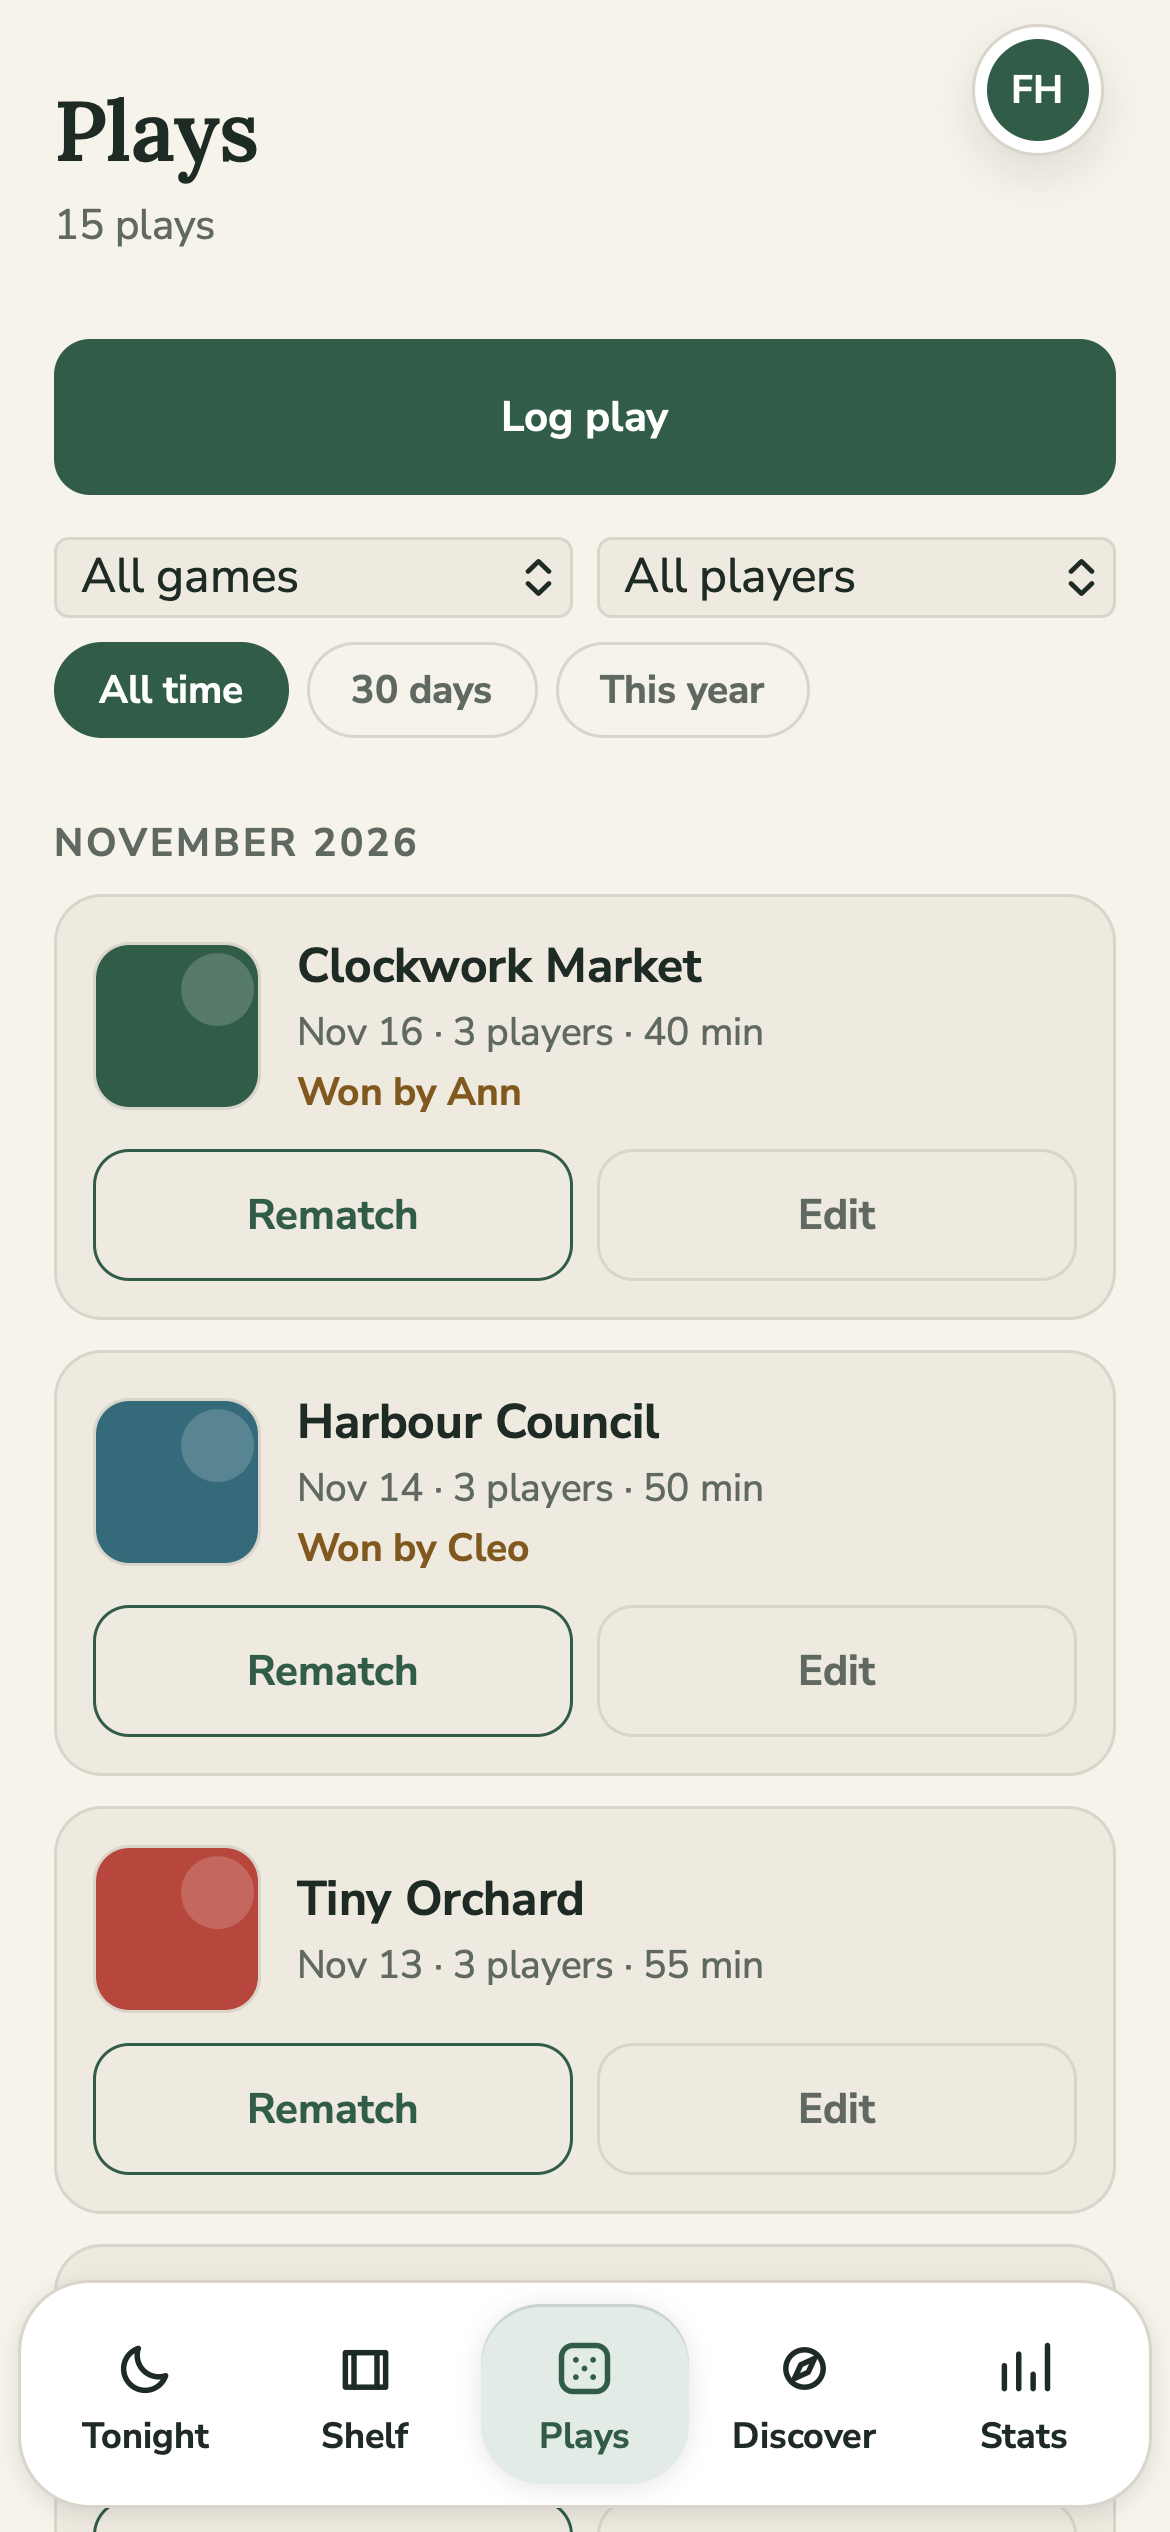 FH
Plays
15 plays
Log play
All games
All players
All time
30 days
This year
NOVEMBER 2026
Clockwork Market
Nov 16 · 3 players · 40 min
Won by Ann
Rematch
Edit
Harbour Council
Nov 14 · 3 players · 50 min
Won by Cleo
Rematch
Edit
Tiny Orchard
Nov 13 · 3 players · 55 min
Rematch
Edit
Tonight
Shelf
Plays
Discover
Stats